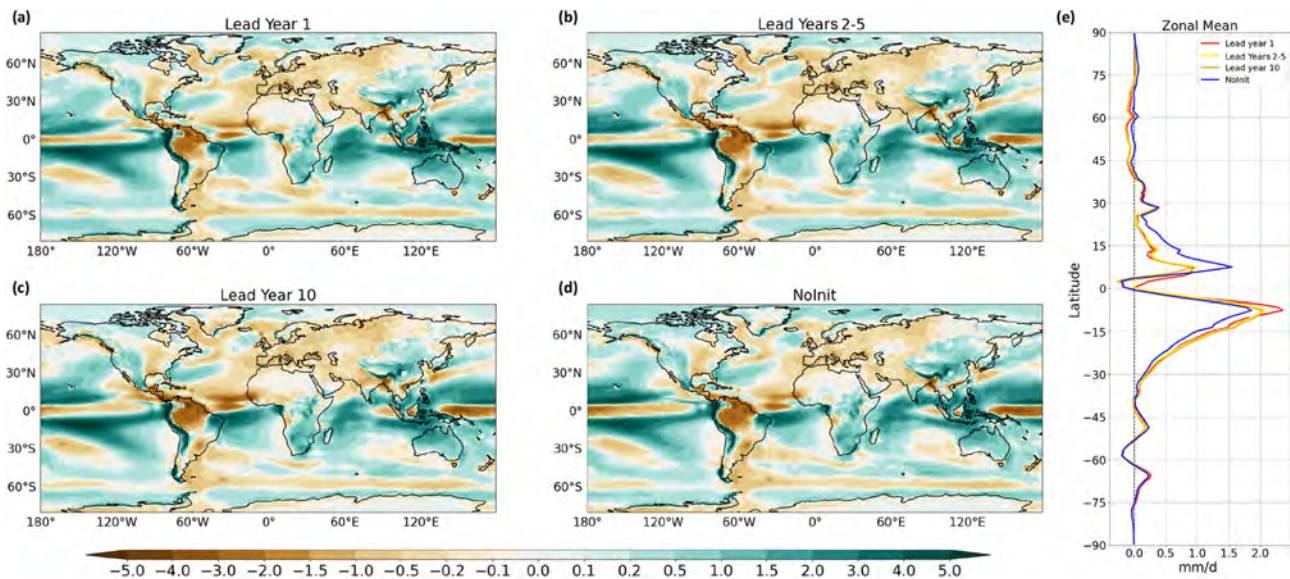 (a) Lead Year 1
(b) Lead Years 2-5
(e) Zonal Mean
60°N
30°N
0°
30°S
60°S
180° 120°W 60°W 0° 60°E 120°E
60°N
30°N
0°
30°S
60°S
180° 120°W 60°W 0° 60°E 120°E
(c) Lead Year 10
(d) NoInit
60°N
30°N
0°
30°S
60°S
180° 120°W 60°W 0° 60°E 120°E
60°N
30°N
0°
30°S
60°S
180° 120°W 60°W 0° 60°E 120°E
−5.0 −4.0 −3.0 −2.0 −1.5 −1.0 −0.5 −0.2 −0.1 0.0 0.1 0.2 0.5 1.0 1.5 2.0 3.0 4.0 5.0
Lead year 1
Lead Years 2-5
Lead year 10
NoInit
Latitude
90
75
60
45
30
15
0
−15
−30
−45
−60
−75
−90
0.0 0.5 1.0 1.5 2.0
mm/d